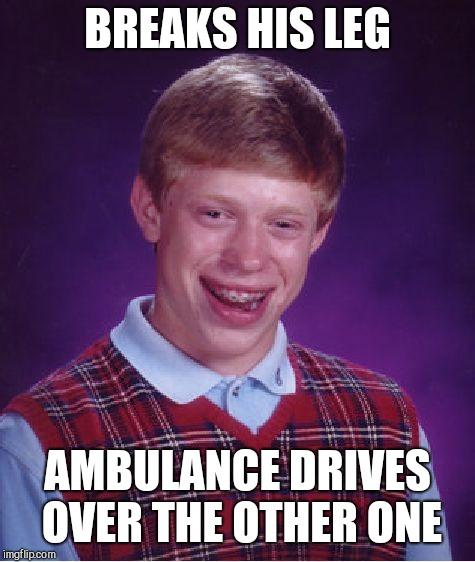 BREAKS HIS LEG
AMBULANCE DRIVES
OVER THE OTHER ONE
imgflip.com